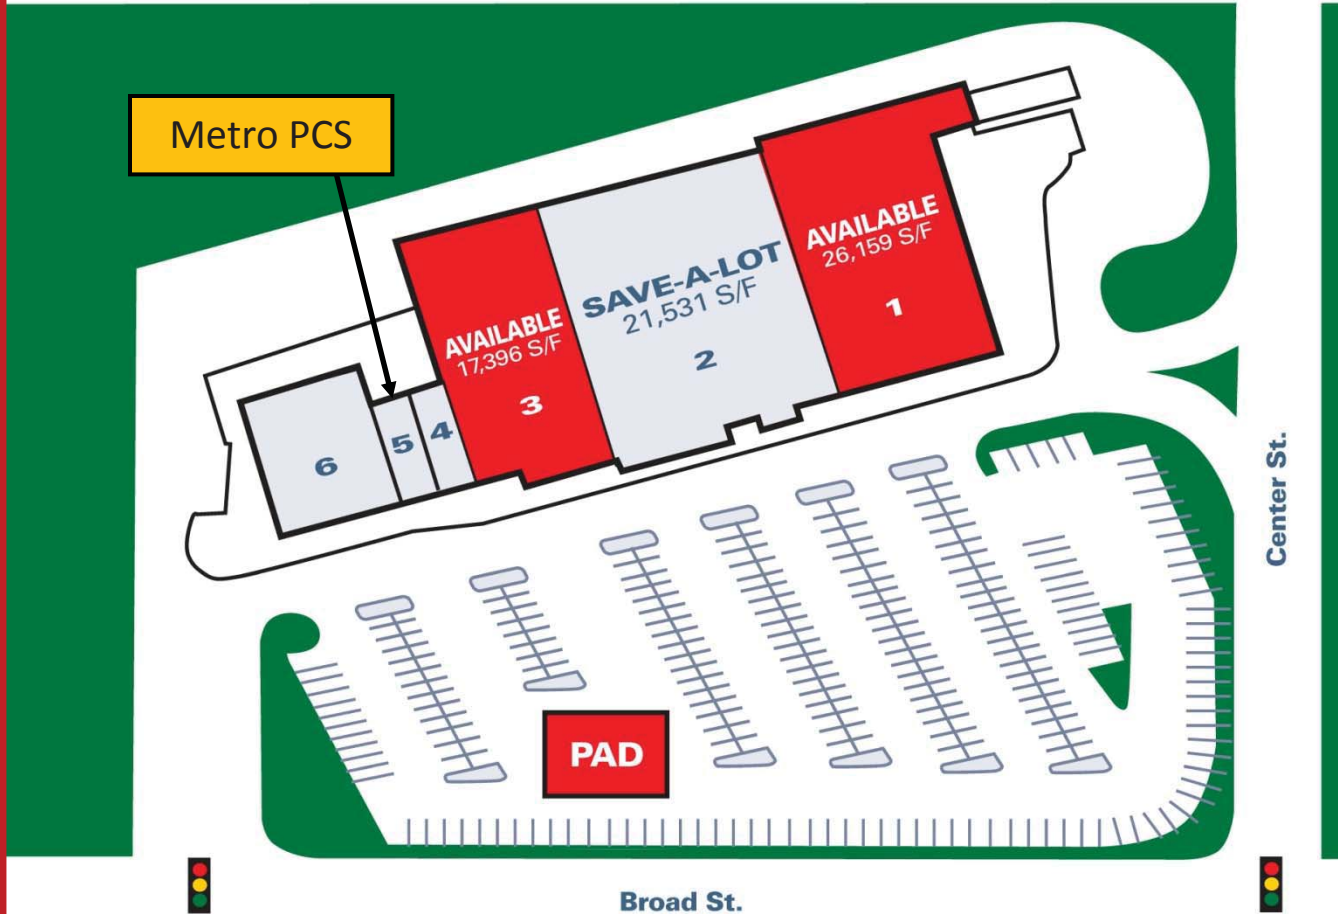 Metro PCS
AVAILABLE
26,159 S/F
1
SAVE-A-LOT
21,531 S/F
2
AVAILABLE
17,396 S/F
3
4
5
6
PAD
Center St.
Broad St.